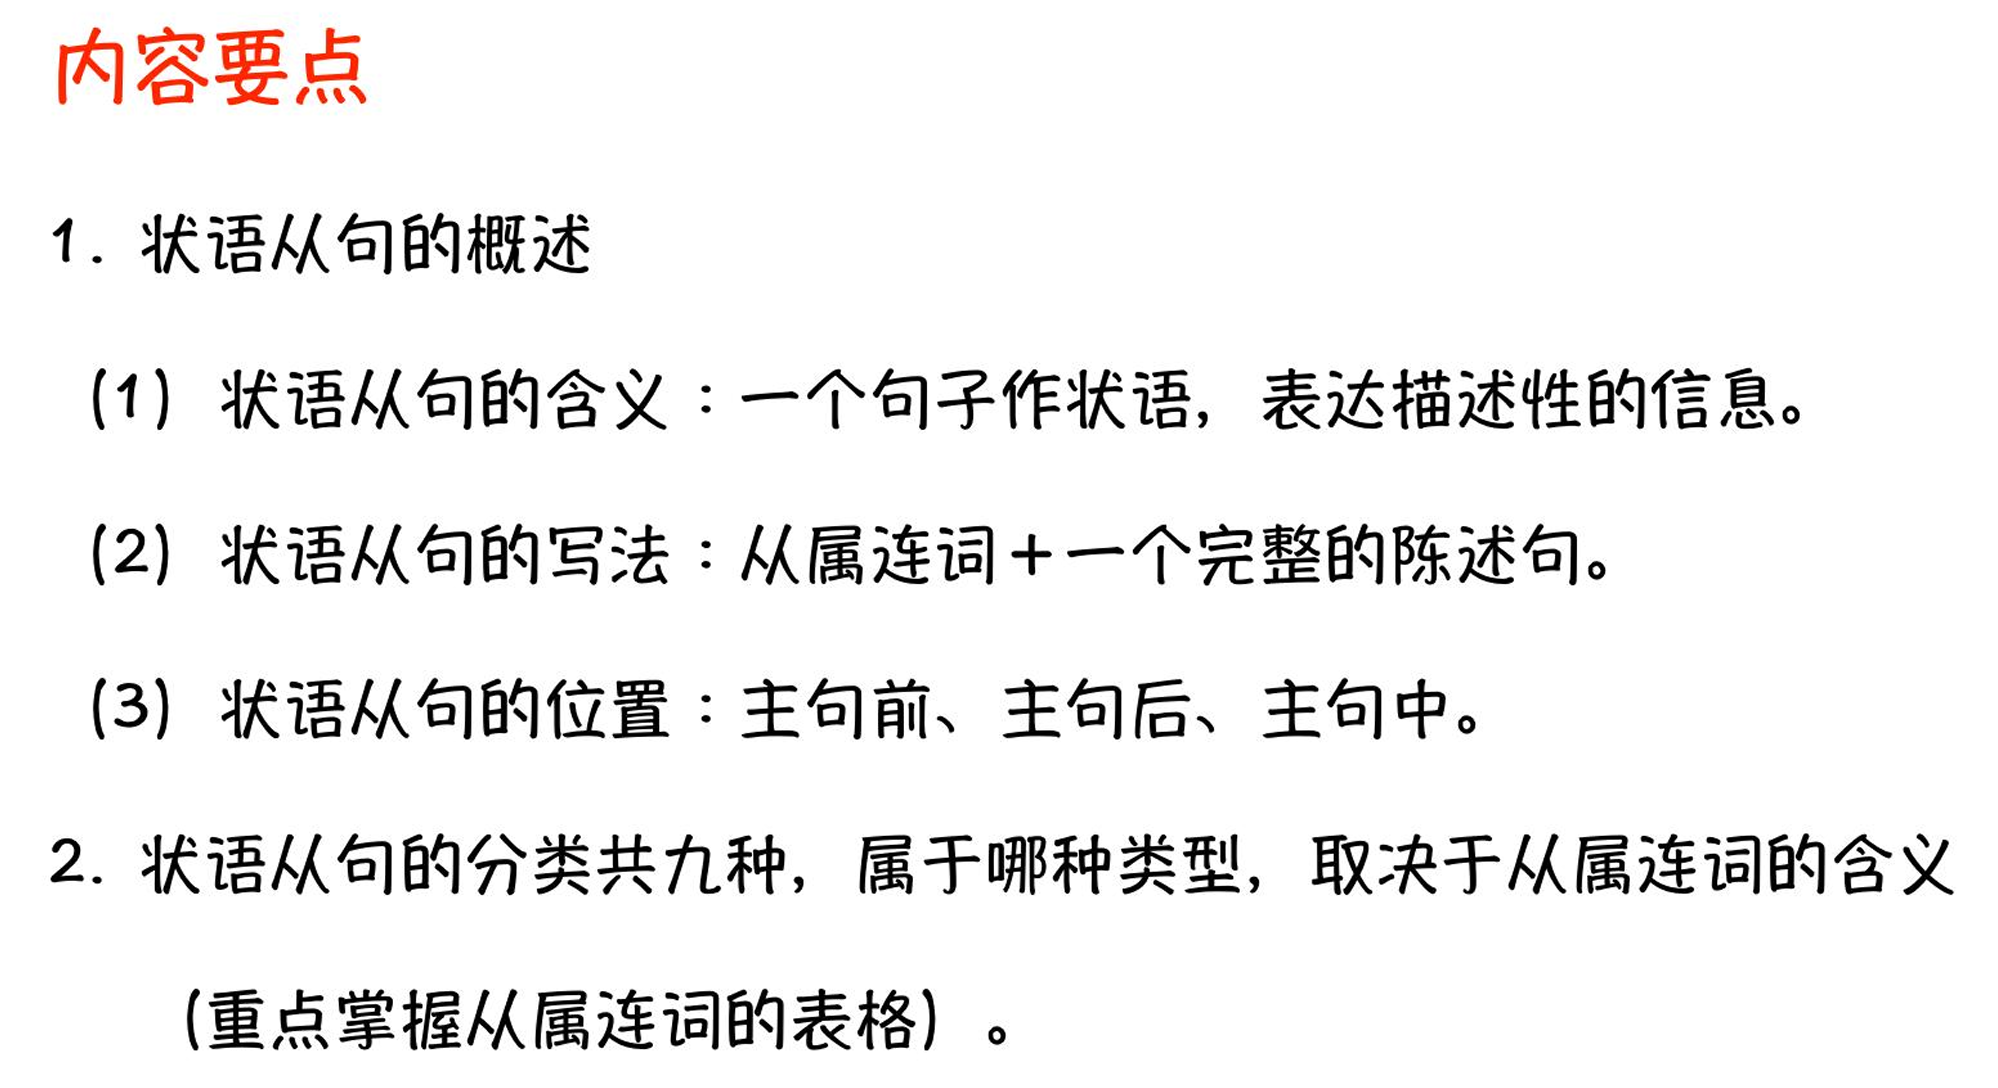 内容要点
1. 状语从句的概述
(1) 状语从句的含义：一个句子作状语，表达描述性的信息。
(2) 状语从句的写法：从属连词+一个完整的陈述句。
(3) 状语从句的位置：主句前、主句后、主句中。
2. 状语从句的分类共九种，属于哪种类型，取决于从属连词的含义
(重点掌握从属连词的表格) 。